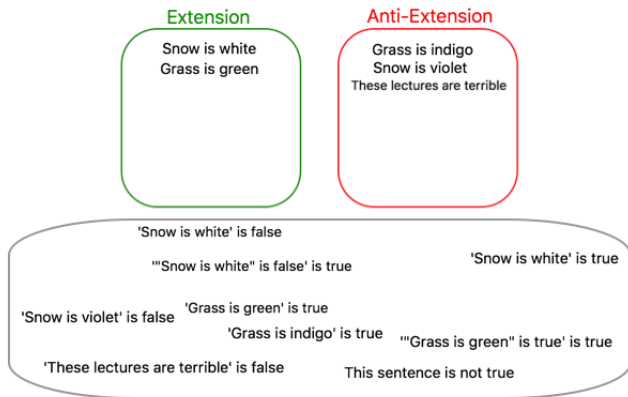 Extension
Anti-Extension
Snow is white
Grass is green
Grass is indigo
Snow is violet
These lectures are terrible
'Snow is white' is false
'"Snow is white" is false' is true
'Snow is white' is true
'Grass is green' is true
'Snow is violet' is false
'Grass is indigo' is true
'"Grass is green" is true' is true
'These lectures are terrible' is false
This sentence is not true